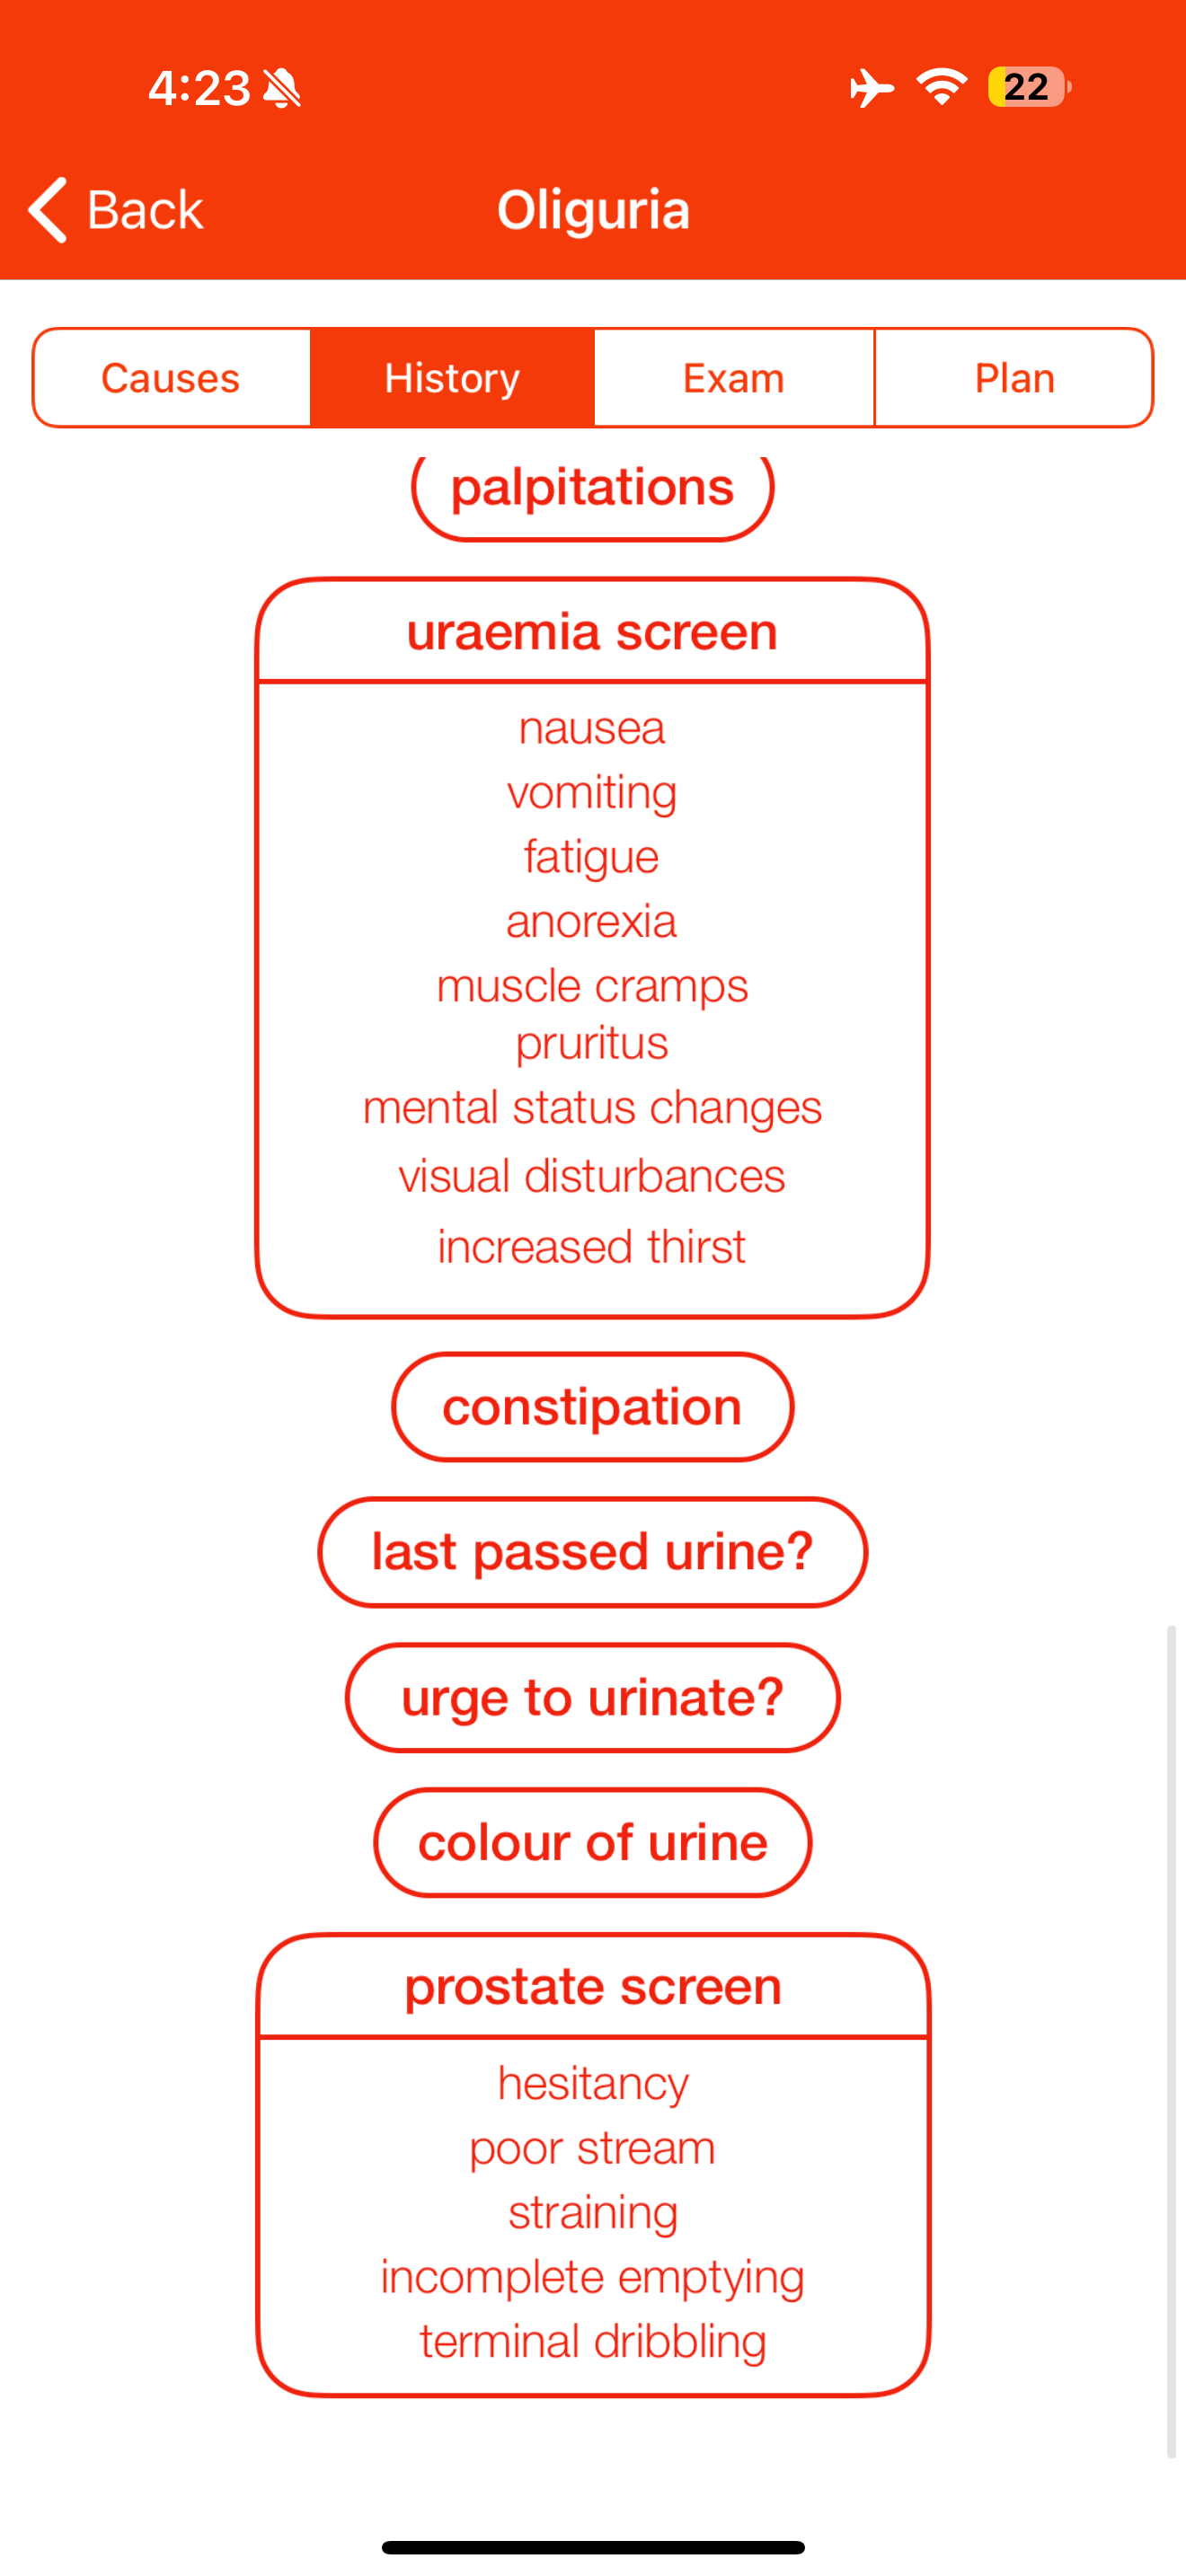 4:23
22
Back
Oliguria
Causes
History
Exam
Plan
palpitations
uraemia screen
nausea
vomiting
fatigue
anorexia
muscle cramps
pruritus
mental status changes
visual disturbances
increased thirst
constipation
last passed urine?
urge to urinate?
colour of urine
prostate screen
hesitancy
poor stream
straining
incomplete emptying
terminal dribbling